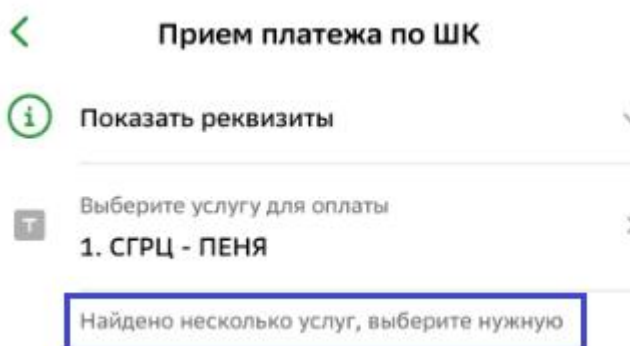 Прием платежа по ШК
Показать реквизиты
Выберите услугу для оплаты
1. СГРЦ - ПЕНЯ
Найдено несколько услуг, выберите нужную